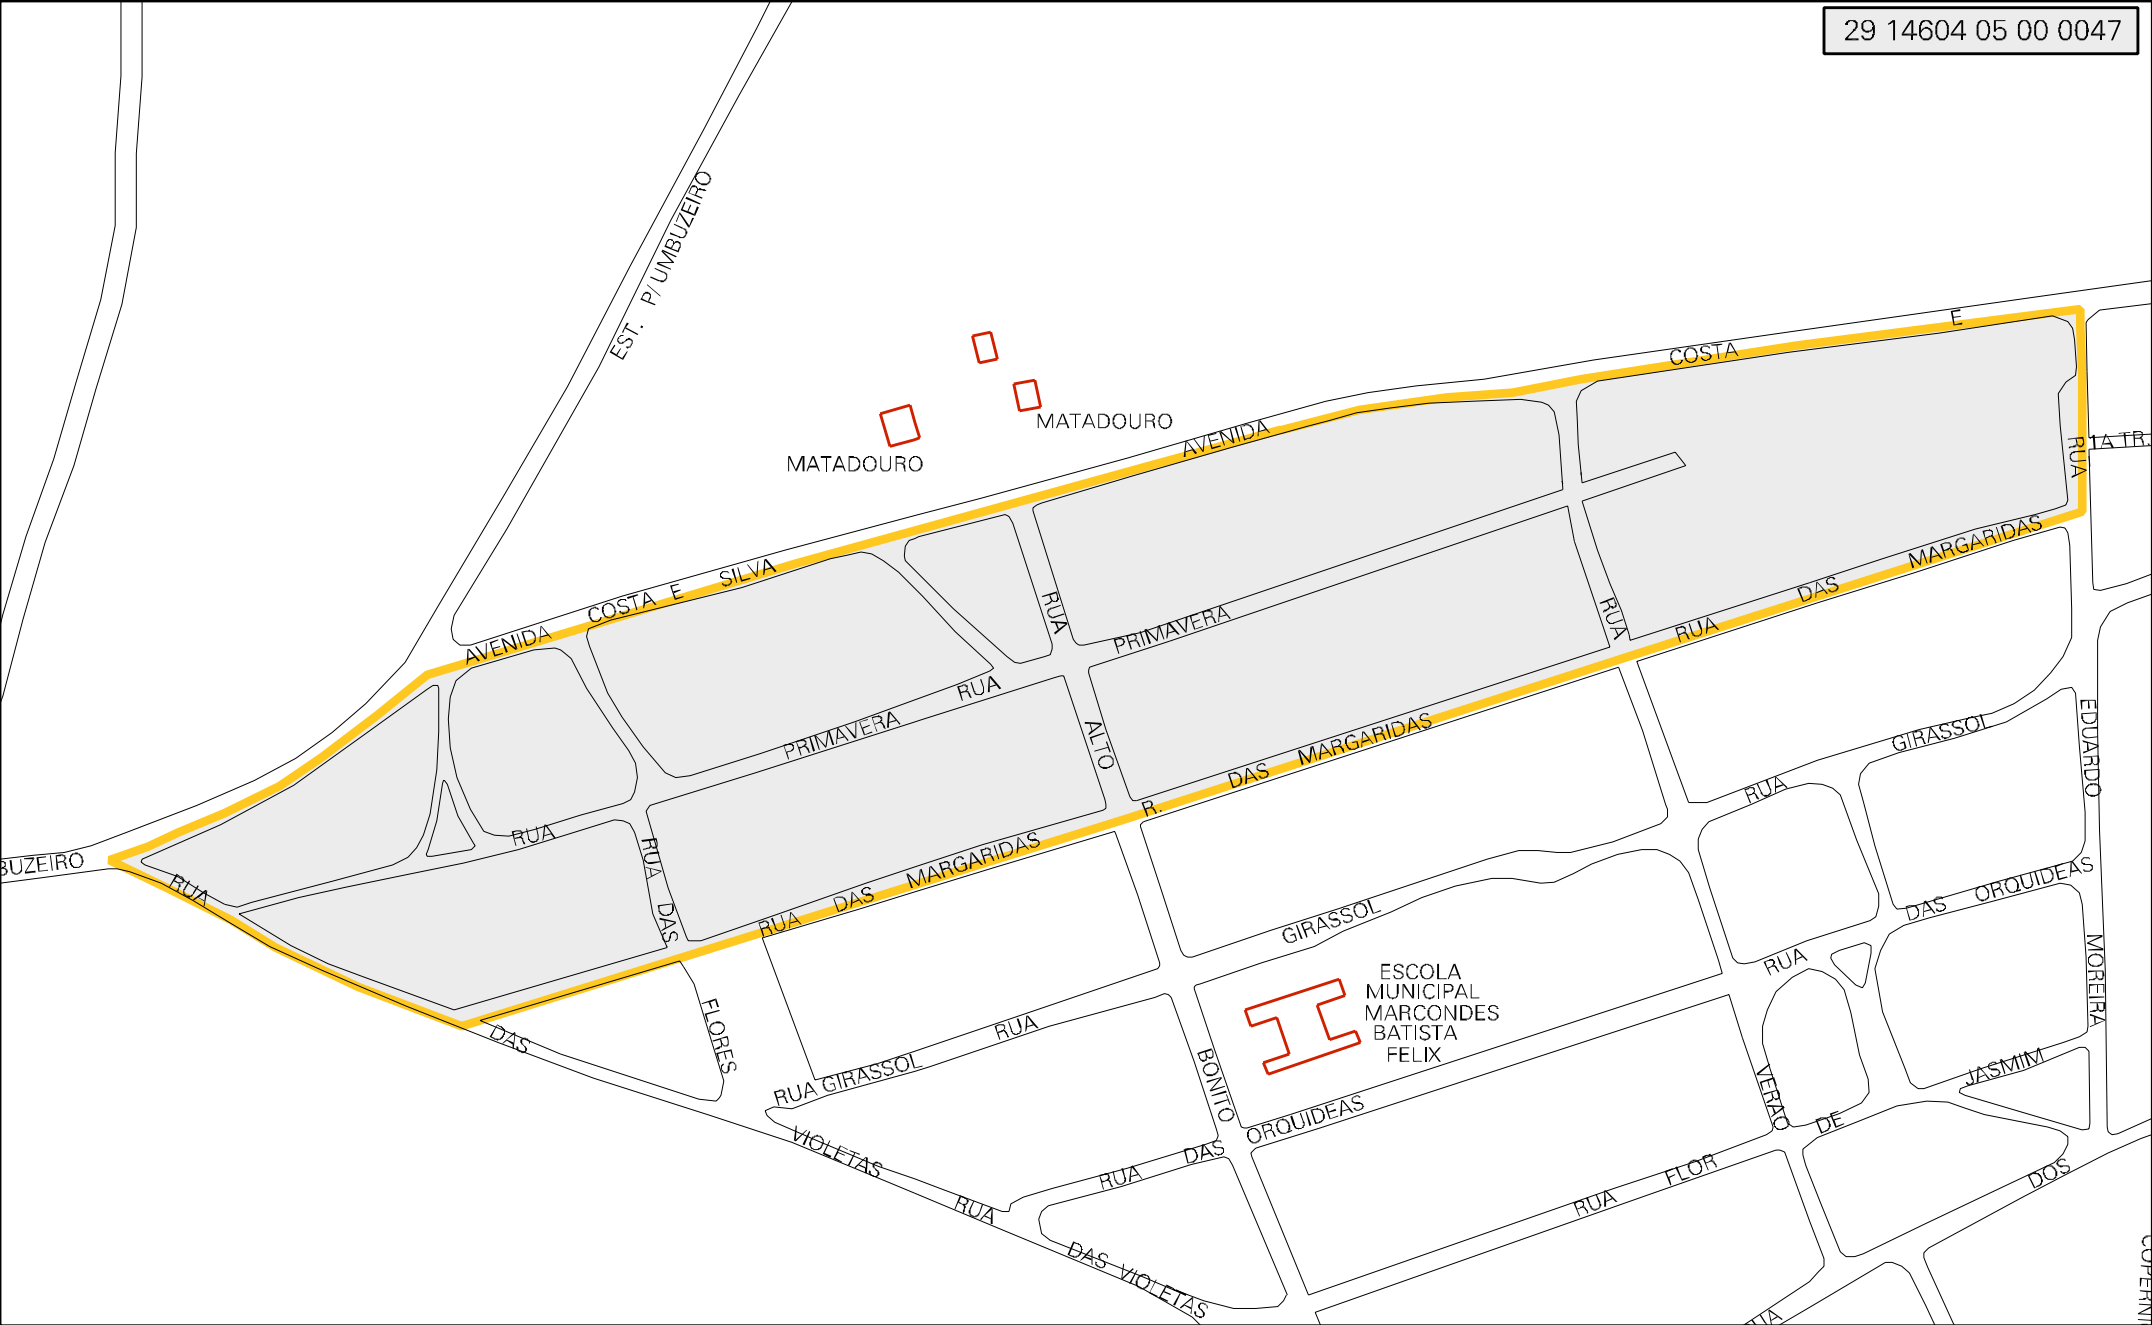 29 14604 05 00 0047
EST. P/ UMBUZEIRO
MATADOURO
MATADOURO
AVENIDA COSTA E
AVENIDA COSTA E SILVA
1A TR.
RUA EDUARDO MOREIRA
RUA PRIMAVERA
RUA PRIMAVERA
RUA ALTO BONITO
RUA VERAO
RUA DAS FLORES
RUA DAS MARGARIDAS
R. DAS MARGARIDAS
RUA DAS MARGARIDAS
BUZEIRO
RUA DAS VIOLETAS
RUA DAS VIOLETAS
RUA GIRASSOL
RUA GIRASSOL
RUA GIRASSOL
ESCOLA
MUNICIPAL
MARCONDES
BATISTA
FELIX
RUA DAS ORQUIDEAS
RUA DAS ORQUIDEAS
RUA FLOR DE JASMIM
DOS